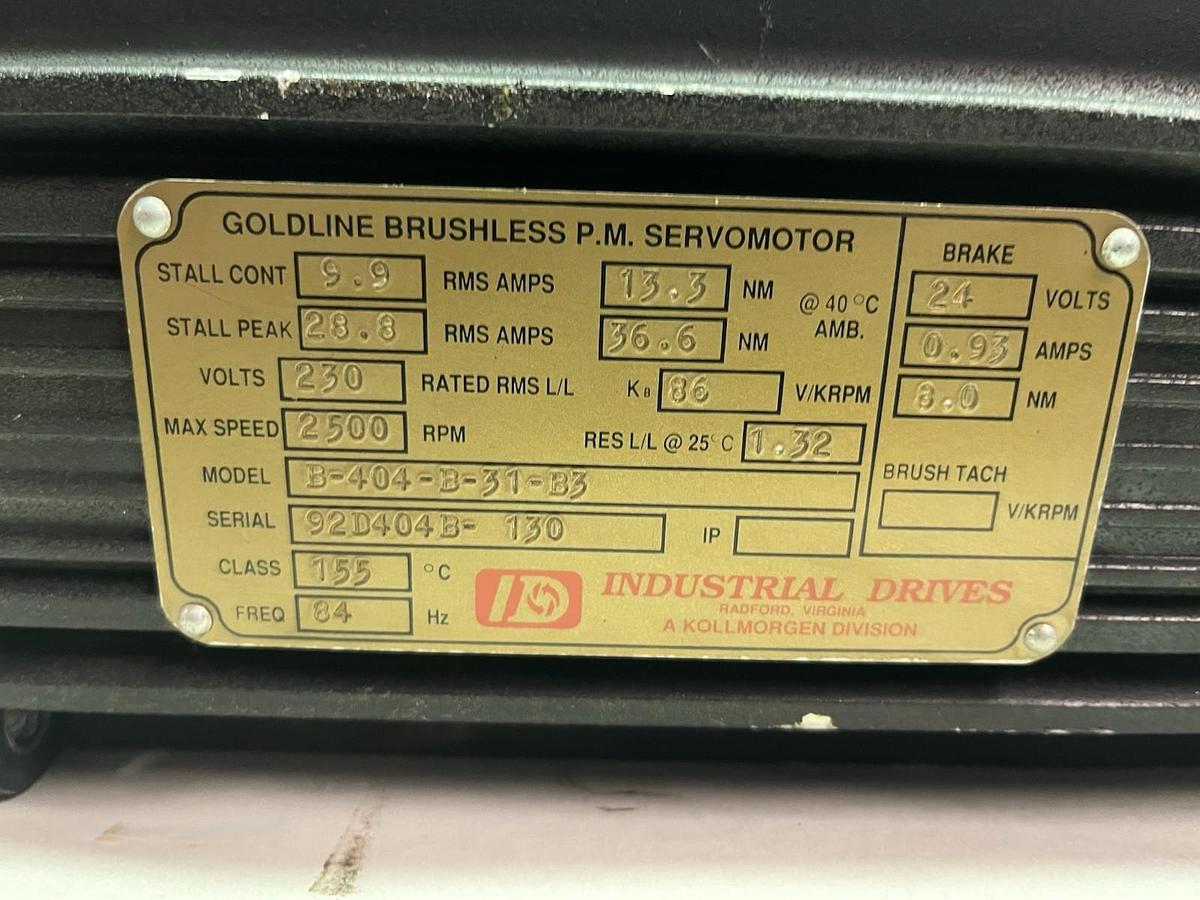 GOLDLINE BRUSHLESS P.M. SERVOMOTOR
STALL CONT 9.9 RMS AMPS 13.3 NM
STALL PEAK 28.8 RMS AMPS 36.6 NM
@ 40 °C
AMB.
VOLTS 230 RATED RMS L/L KB 86 V/KRPM
MAX SPEED 2500 RPM RES L/L @ 25°C 1.32
MODEL B-404-B-31-B3
SERIAL 92D404B- 130 IP
CLASS 155 °C
FREQ 84 Hz
BRAKE
24 VOLTS
0.93 AMPS
8.0 NM
BRUSH TACH
V/KRPM
ID INDUSTRIAL DRIVES
RADFORD, VIRGINIA
A KOLLMORGEN DIVISION